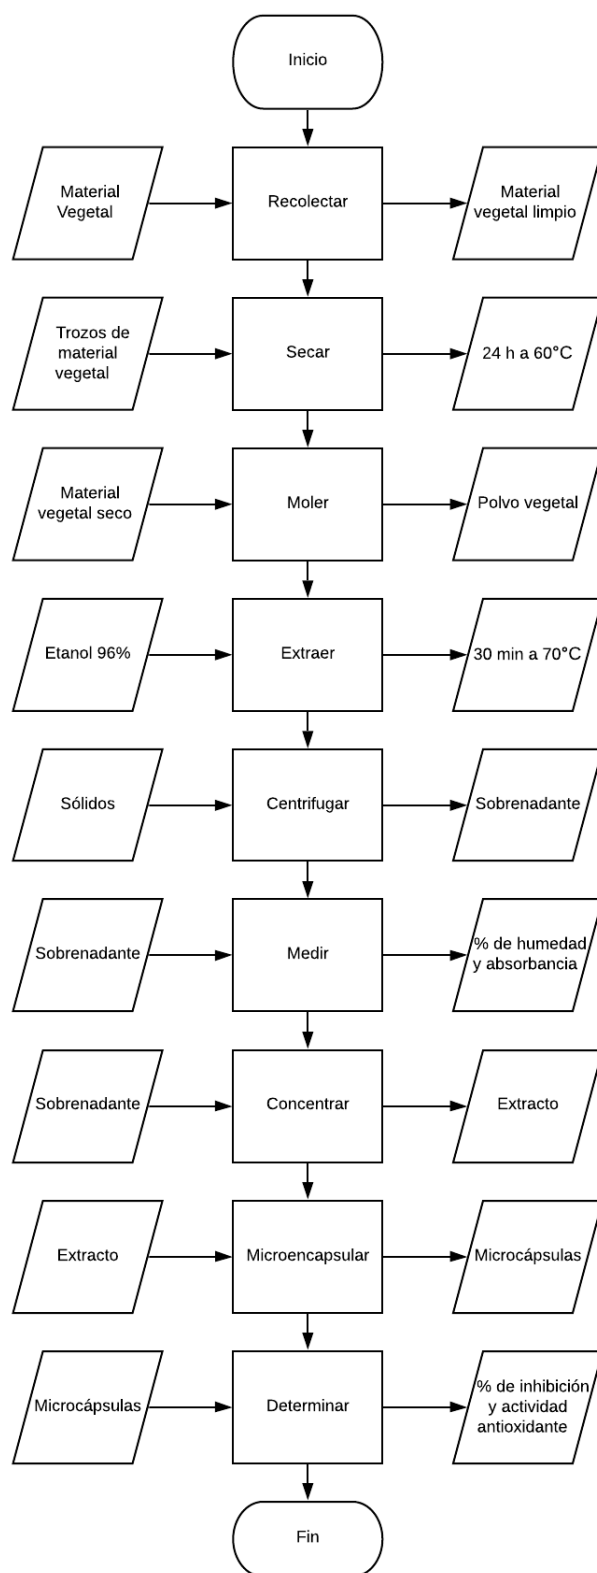 Inicio
Material
Vegetal
Recolectar
Material
vegetal limpio
Trozos de
material
vegetal
Secar
24 h a 60°C
Material
vegetal seco
Moler
Polvo vegetal
Etanol 96%
Extraer
30 min a 70°C
Sólidos
Centrifugar
Sobrenadante
Sobrenadante
Medir
% de humedad
y absorbancia
Sobrenadante
Concentrar
Extracto
Extracto
Microencapsular
Microcápsulas
Microcápsulas
Determinar
% de inhibición
y actividad
antioxidante
Fin